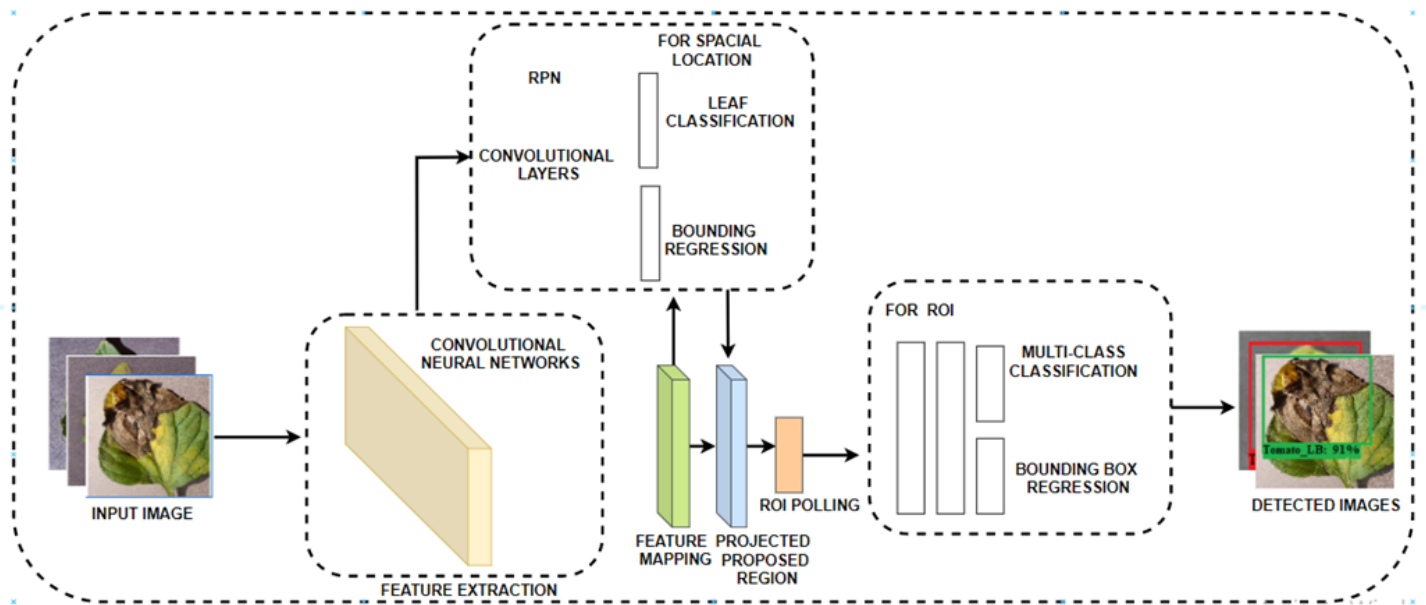 FOR SPACIAL
LOCATION
RPN
LEAF
CLASSIFICATION
CONVOLUTIONAL
LAYERS
BOUNDING
REGRESSION
CONVOLUTIONAL
NEURAL NETWORKS
FOR ROI
MULTI-CLASS
CLASSIFICATION
BOUNDING BOX
REGRESSION
Tomato_LB: 91%
INPUT IMAGE
ROI POLLING
DETECTED IMAGES
FEATURE
MAPPING
PROJECTED
PROPOSED
REGION
FEATURE EXTRACTION